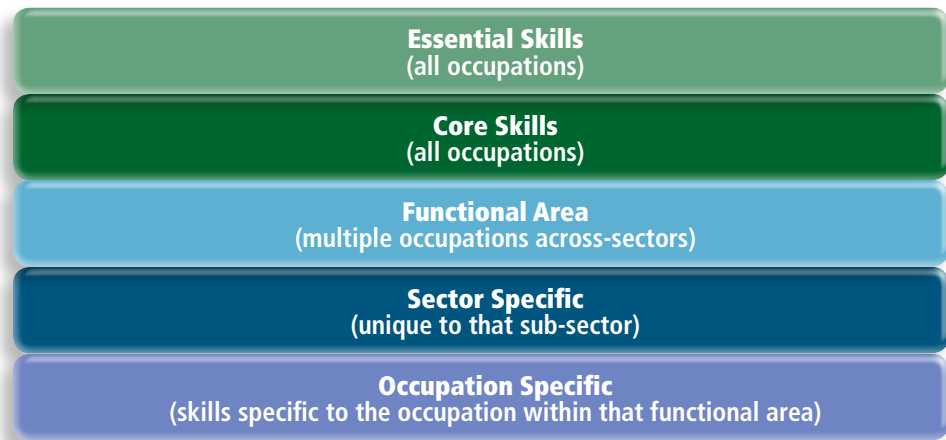 Essential Skills
(all occupations)
Core Skills
(all occupations)
Functional Area
(multiple occupations across-sectors)
Sector Specific
(unique to that sub-sector)
Occupation Specific
(skills specific to the occupation within that functional area)